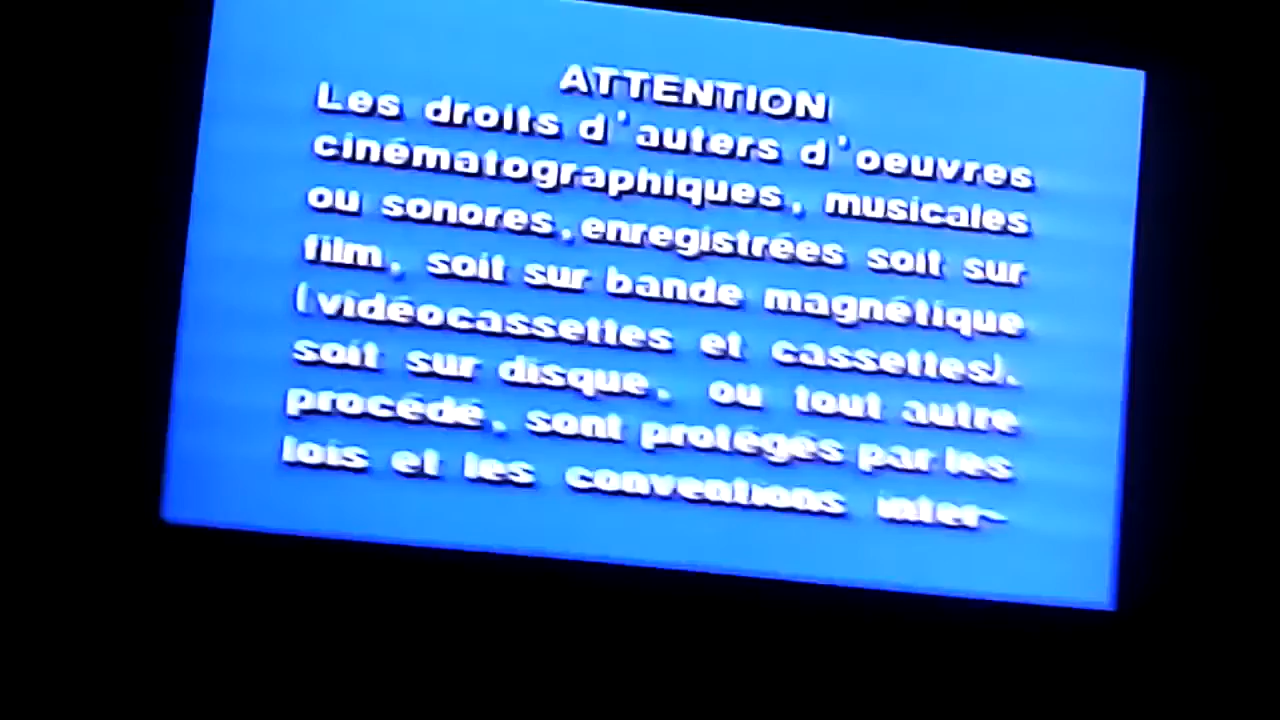 ATTENTION
Les droits d'auters d'oeuvres
cinématographiques, musicales
ou sonores, enregistrées soit sur
film, soit sur bande magnétique
(vidéocassettes et cassettes),
soit sur disque, ou tout autre
procédé, sont protégés par les
lois et les conventions inter-